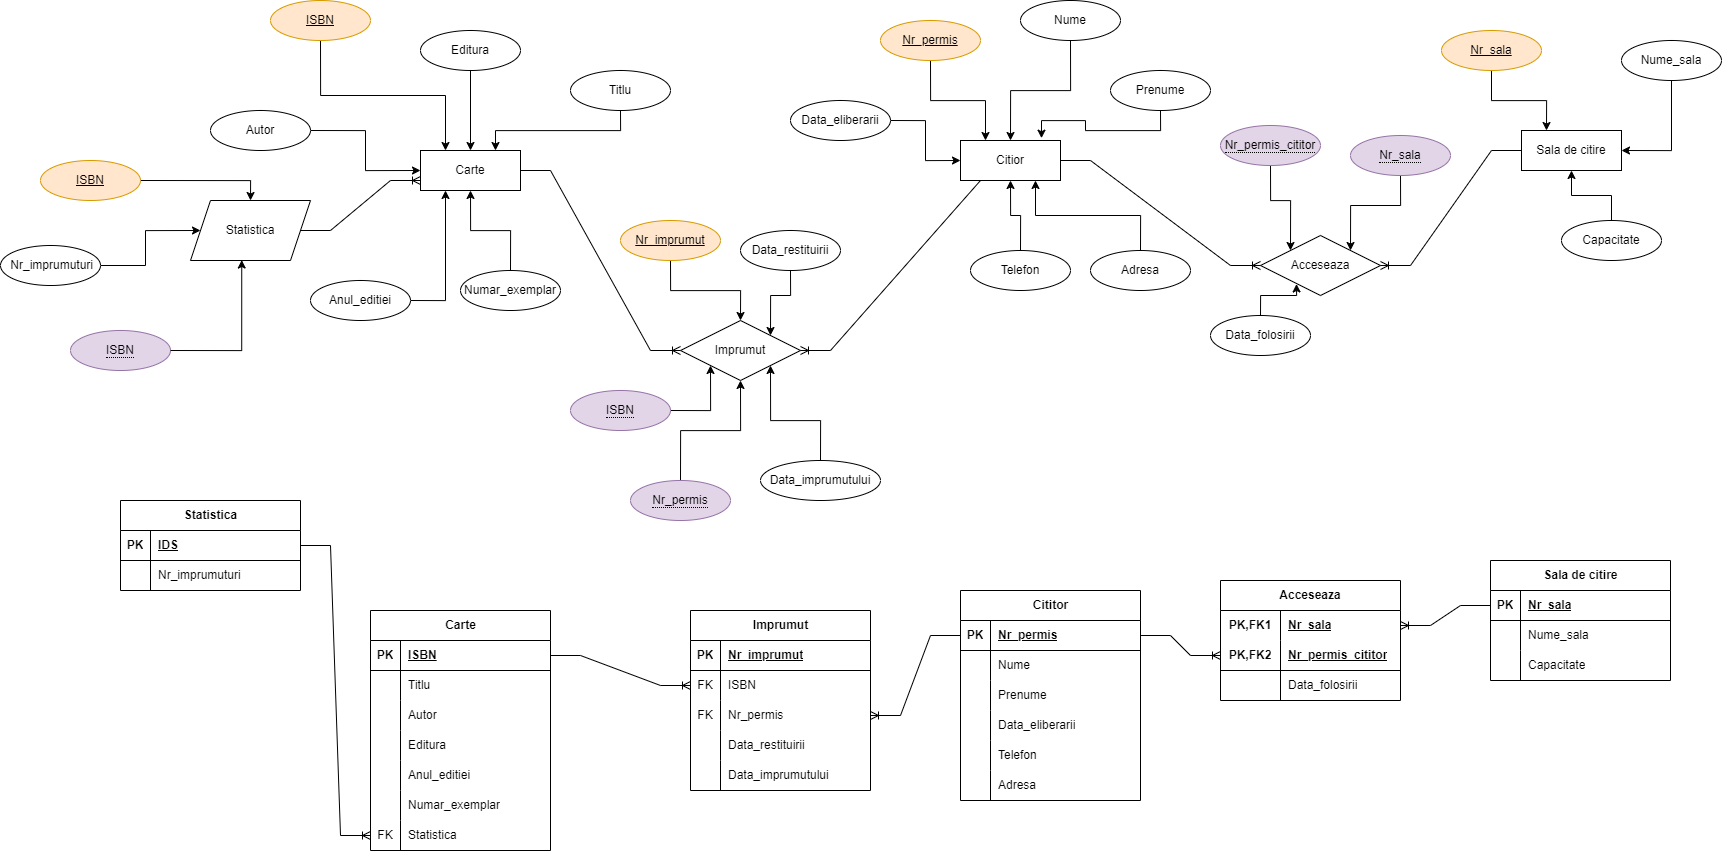 ISBN
Editura
Titlu
Autor
Carte
ISBN
Statistica
Nr_imprumuturi
ISBN
Anul_editiei
Numar_exemplar
Nr_imprumut
Data_restituirii
Imprumut
ISBN
Nr_permis
Data_imprumutului
Nr_permis
Nume
Prenume
Data_eliberarii
Citior
Telefon
Adresa
Nr_permis_cititor
Nr_sala
Acceseaza
Data_folosirii
Nr_sala
Nume_sala
Sala de citire
Capacitate
Statistica
PK IDS
Nr_imprumuturi
Carte
PK ISBN
Titlu
Autor
Editura
Anul_editiei
Numar_exemplar
FK Statistica
Imprumut
PK Nr_imprumut
FK ISBN
FK Nr_permis
Data_restituirii
Data_imprumutului
Cititor
PK Nr_permis
Nume
Prenume
Data_eliberarii
Telefon
Adresa
Acceseaza
PK,FK1 Nr_sala
PK,FK2 Nr_permis_cititor
Data_folosirii
Sala de citire
PK Nr_sala
Nume_sala
Capacitate